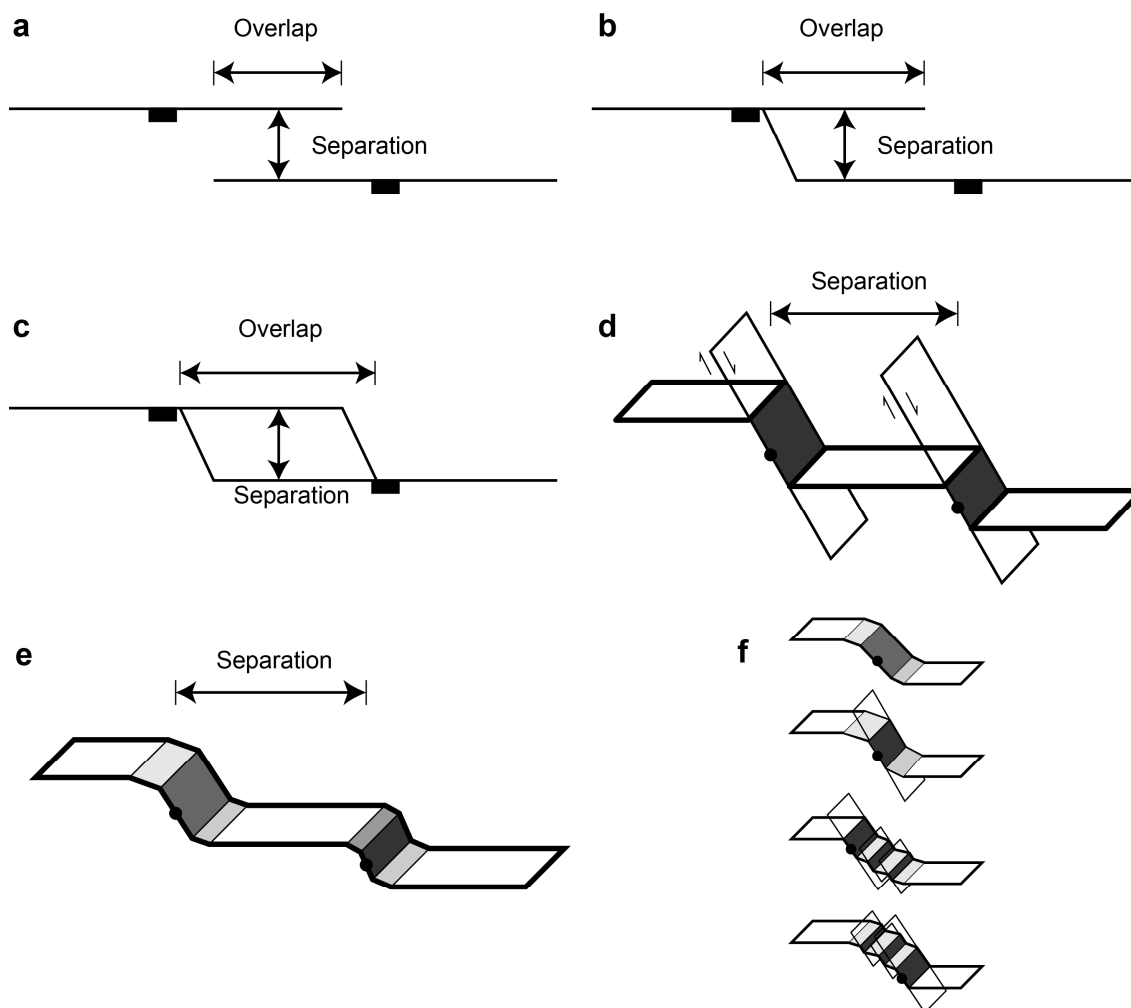 a
Overlap
Separation
b
Overlap
Separation
c
Overlap
Separation
d
Separation
e
Separation
f